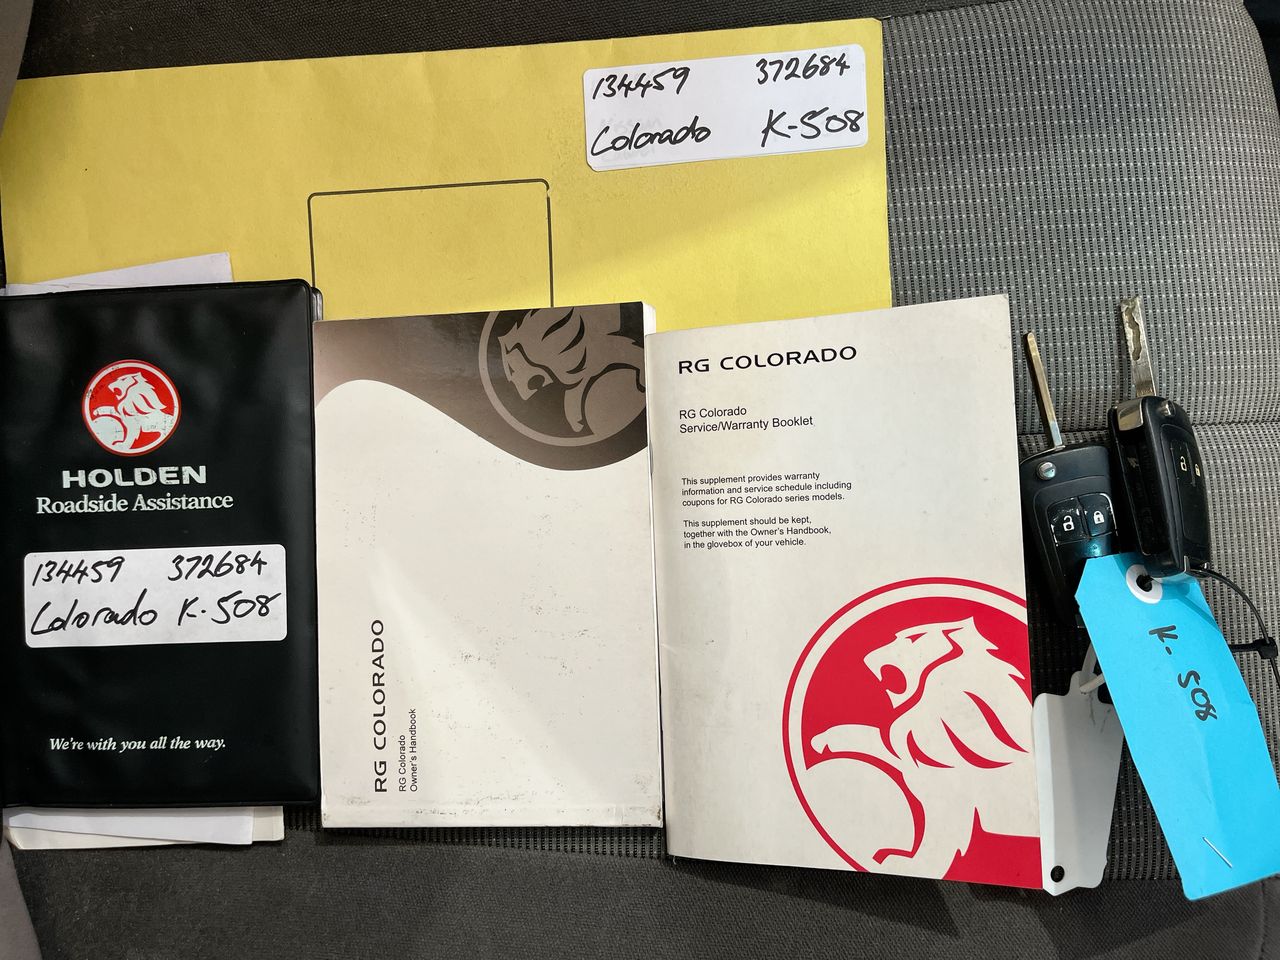 134459 372684
Colorado K-508
HOLDEN
Roadside Assistance
134459 372684
Colorado K-508
We're with you all the way.
RG COLORADO
RG Colorado
Owner's Handbook
RG COLORADO
RG Colorado
Service/Warranty Booklet
This supplement provides warranty
information and service schedule including
coupons for RG Colorado series models.
This supplement should be kept,
together with the Owner's Handbook,
in the glovebox of your vehicle.
K-508